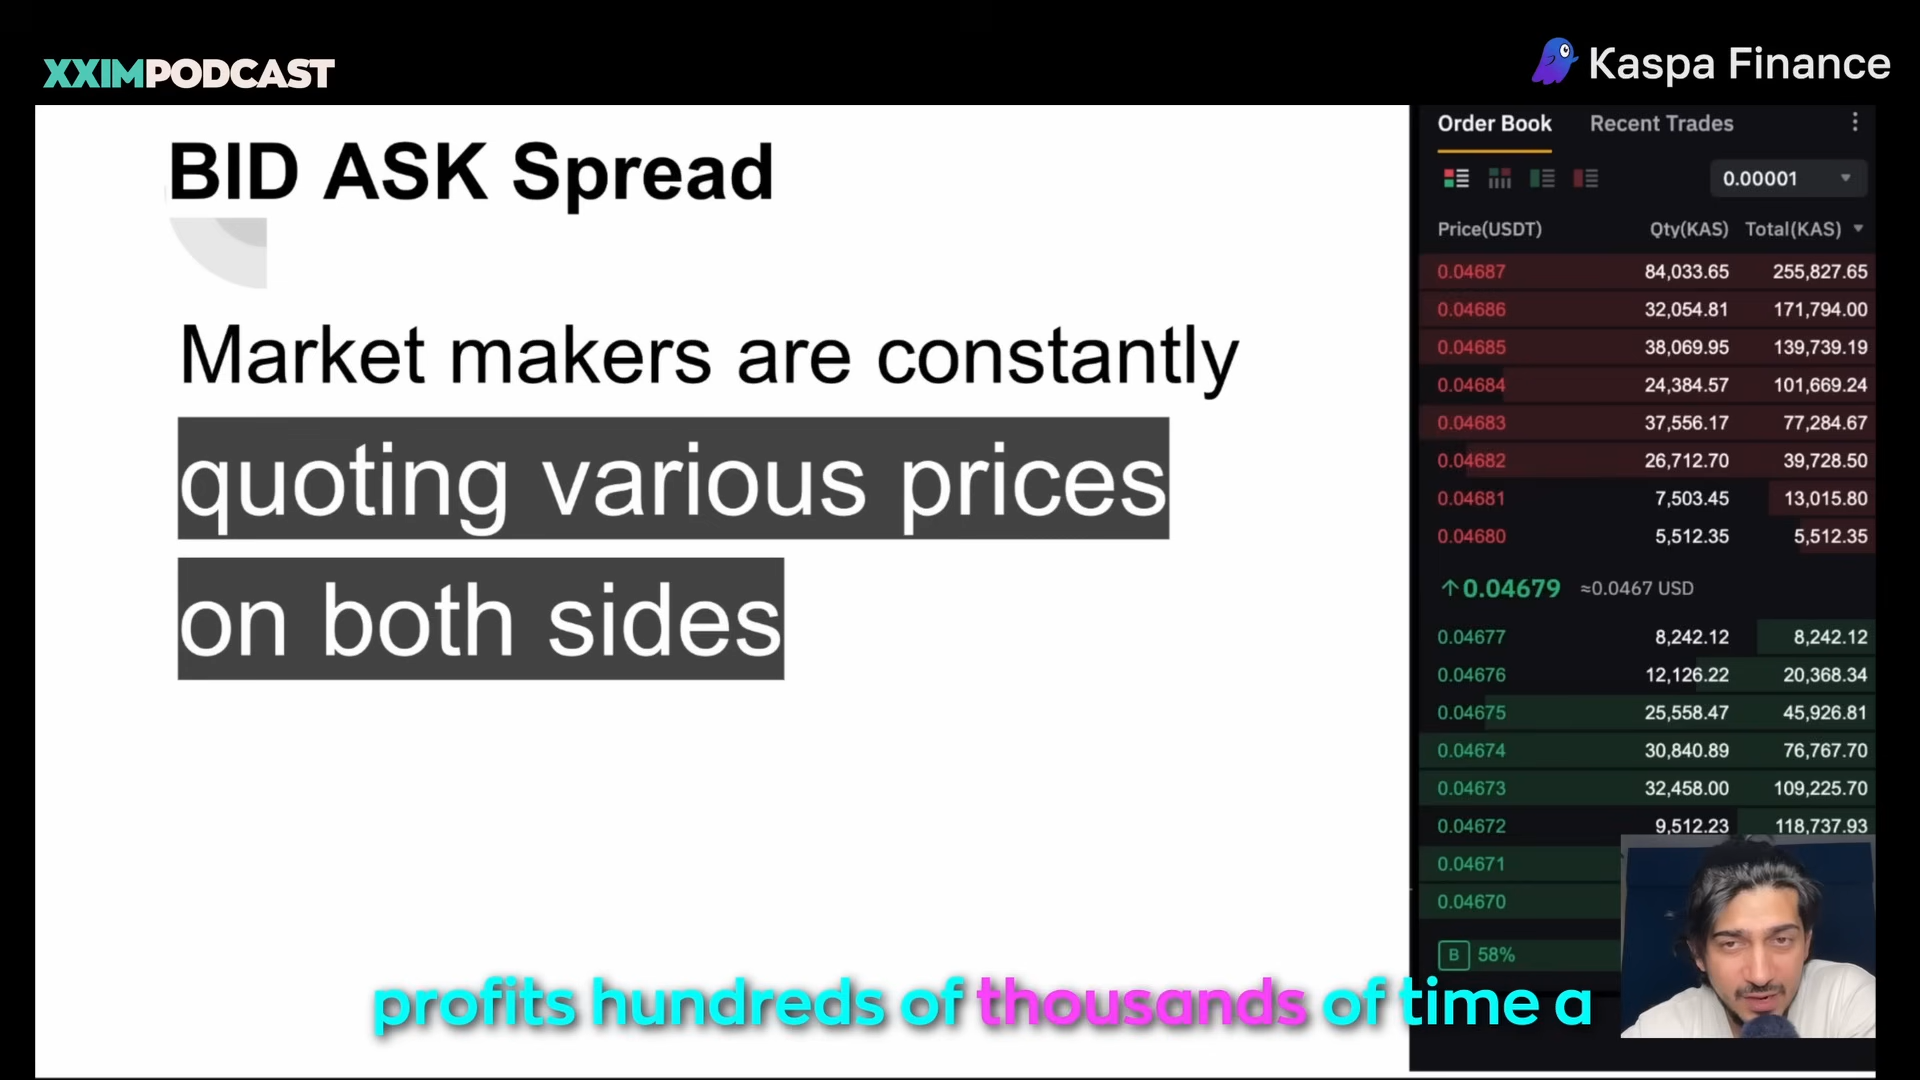 XXIMPODCAST
Kaspa Finance
BID ASK Spread
Market makers are constantly
quoting various prices
on both sides
Order Book Recent Trades
0.00001
Price(USDT) Qty(KAS) Total(KAS)
0.04687 84,033.65 255,827.65
0.04686 32,054.81 171,794.00
0.04685 38,069.95 139,739.19
0.04684 24,384.57 101,669.24
0.04683 37,556.17 77,284.67
0.04682 26,712.70 39,728.50
0.04681 7,503.45 13,015.80
0.04680 5,512.35 5,512.35
↑0.04679 ≈0.0467 USD
0.04677 8,242.12 8,242.12
0.04676 12,126.22 20,368.34
0.04675 25,558.47 45,926.81
0.04674 30,840.89 76,767.70
0.04673 32,458.00 109,225.70
0.04672 9,512.23 118,737.93
0.04671
0.04670
B 58%
profits hundreds of thousands of time a